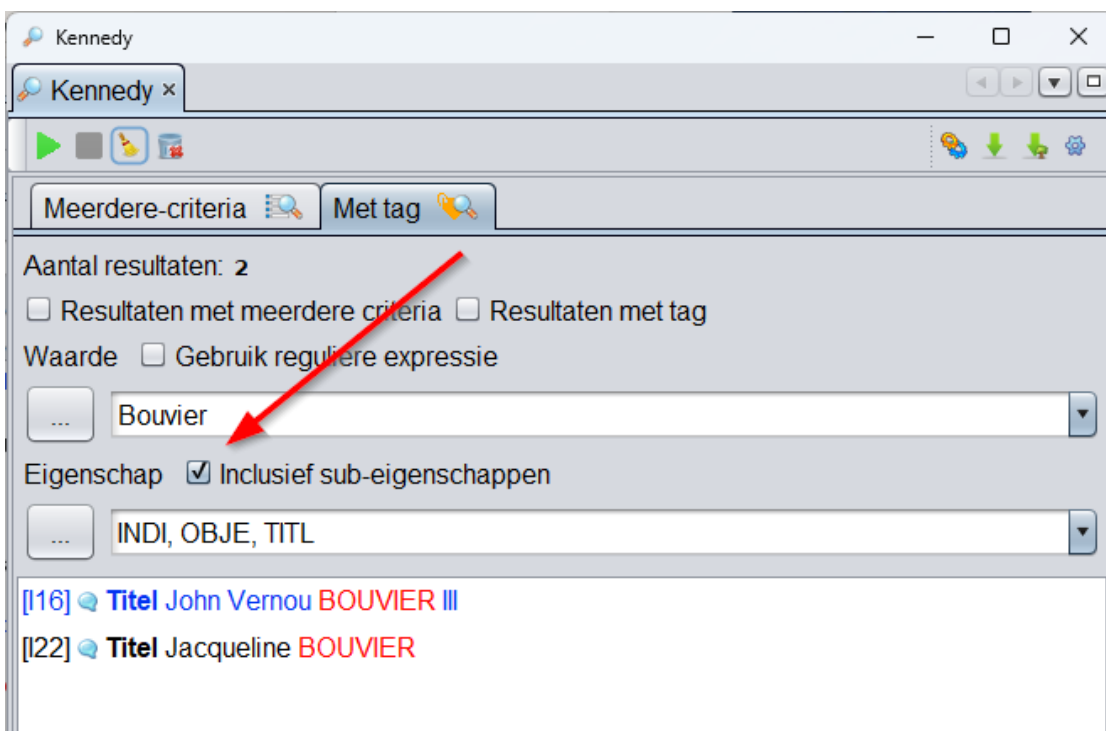 Kennedy
Kennedy ×
Meerdere-criteria
Met tag
Aantal resultaten: 2
Resultaten met meerdere criteria Resultaten met tag
Waarde Gebruik reguliere expressie
... Bouvier
Eigenschap Inclusief sub-eigenschappen
... INDI, OBJE, TITL
[I16] Titel John Vernou BOUVIER III
[I22] Titel Jacqueline BOUVIER